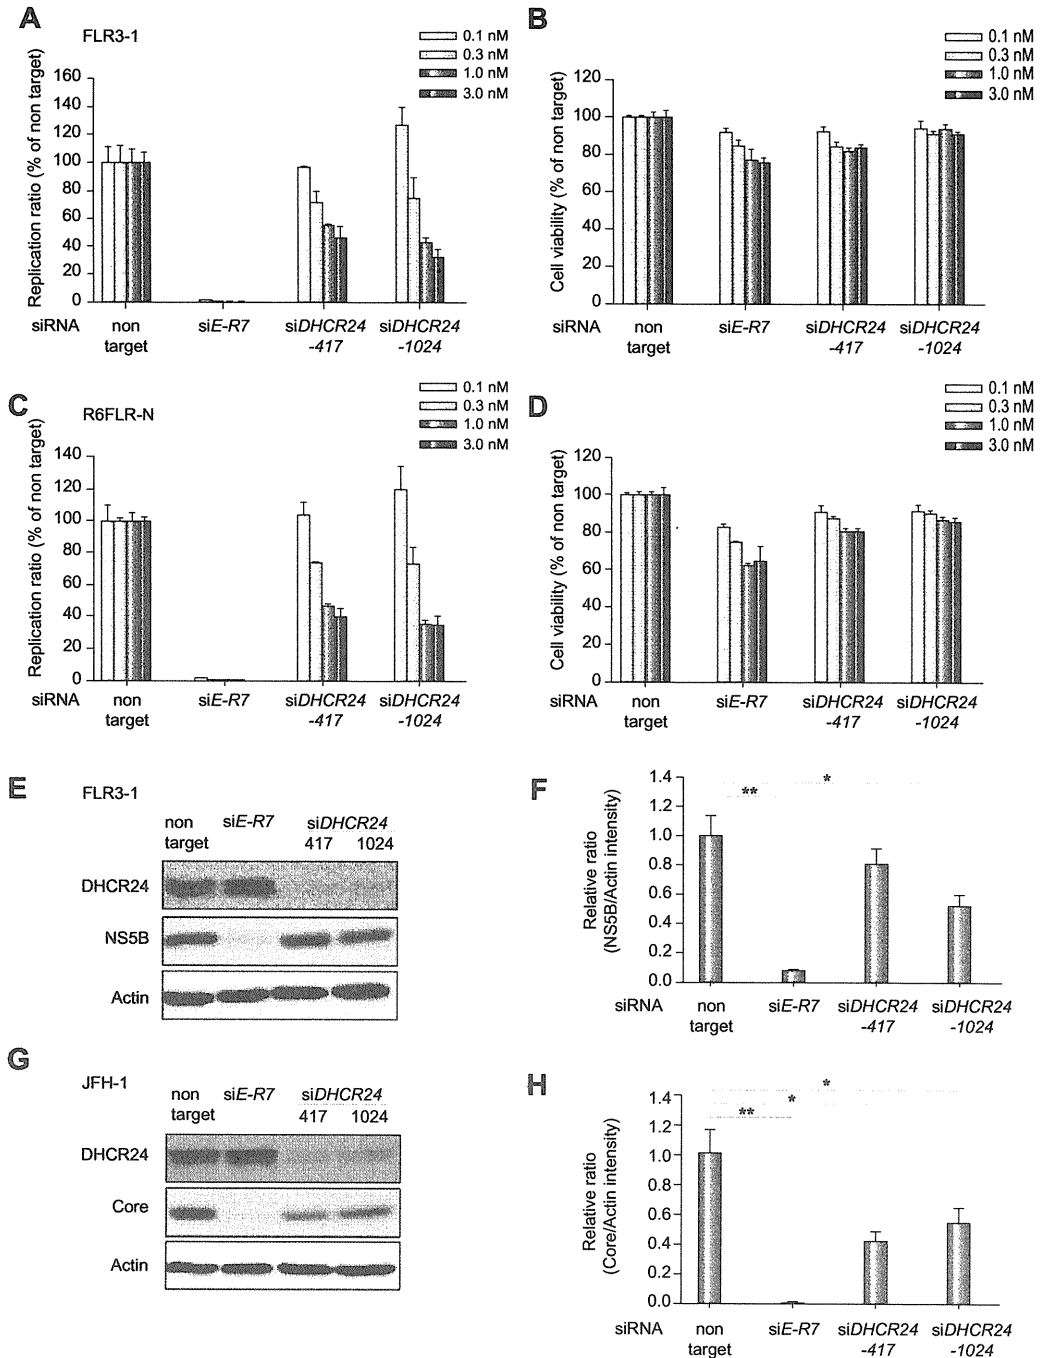 A
FLR3-1
0.1 nM
0.3 nM
1.0 nM
3.0 nM
Replication ratio (% of non target)
160
140
120
100
80
60
40
20
0
siRNA
non target
siE-R7
siDHCR24 -417
siDHCR24 -1024
B
0.1 nM
0.3 nM
1.0 nM
3.0 nM
Cell viability (% of non target)
120
100
80
60
40
20
0
siRNA
non target
siE-R7
siDHCR24 -417
siDHCR24 -1024
C
R6FLR-N
0.1 nM
0.3 nM
1.0 nM
3.0 nM
Replication ratio (% of non target)
140
120
100
80
60
40
20
0
siRNA
non target
siE-R7
siDHCR24 -417
siDHCR24 -1024
D
0.1 nM
0.3 nM
1.0 nM
3.0 nM
Cell viability (% of non target)
120
100
80
60
40
20
0
siRNA
non target
siE-R7
siDHCR24 -417
siDHCR24 -1024
E
FLR3-1
non target
siE-R7
siDHCR24
417 1024
DHCR24
NS5B
Actin
F
Relative ratio
(NS5B/Actin intensity)
1.4
1.2
1.0
0.8
0.6
0.4
0.2
0.0
*
**
siRNA
non target
siE-R7
siDHCR24 -417
siDHCR24 -1024
G
JFH-1
non target
siE-R7
siDHCR24
417 1024
DHCR24
Core
Actin
H
Relative ratio
(Core/Actin intensity)
1.4
1.2
1.0
0.8
0.6
0.4
0.2
0.0
*
*
**
siRNA
non target
siE-R7
siDHCR24 -417
siDHCR24 -1024